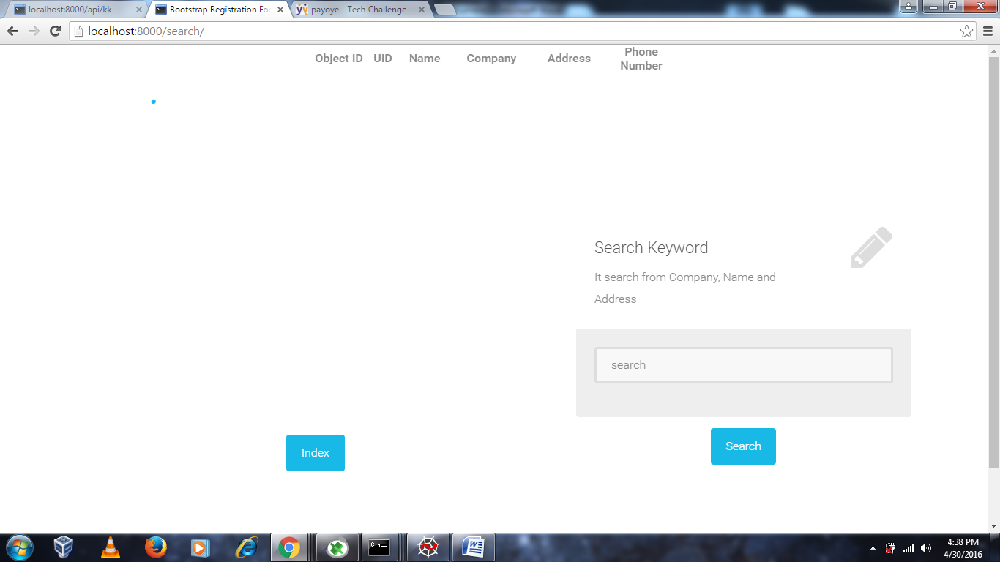 localhost:8000/api/kk
Bootstrap Registration For
payoye - Tech Challenge
localhost:8000/search/
Object ID UID Name Company Address Phone Number
Search Keyword
It search from Company, Name and
Address
search
Search
Index
4:38 PM
4/30/2016